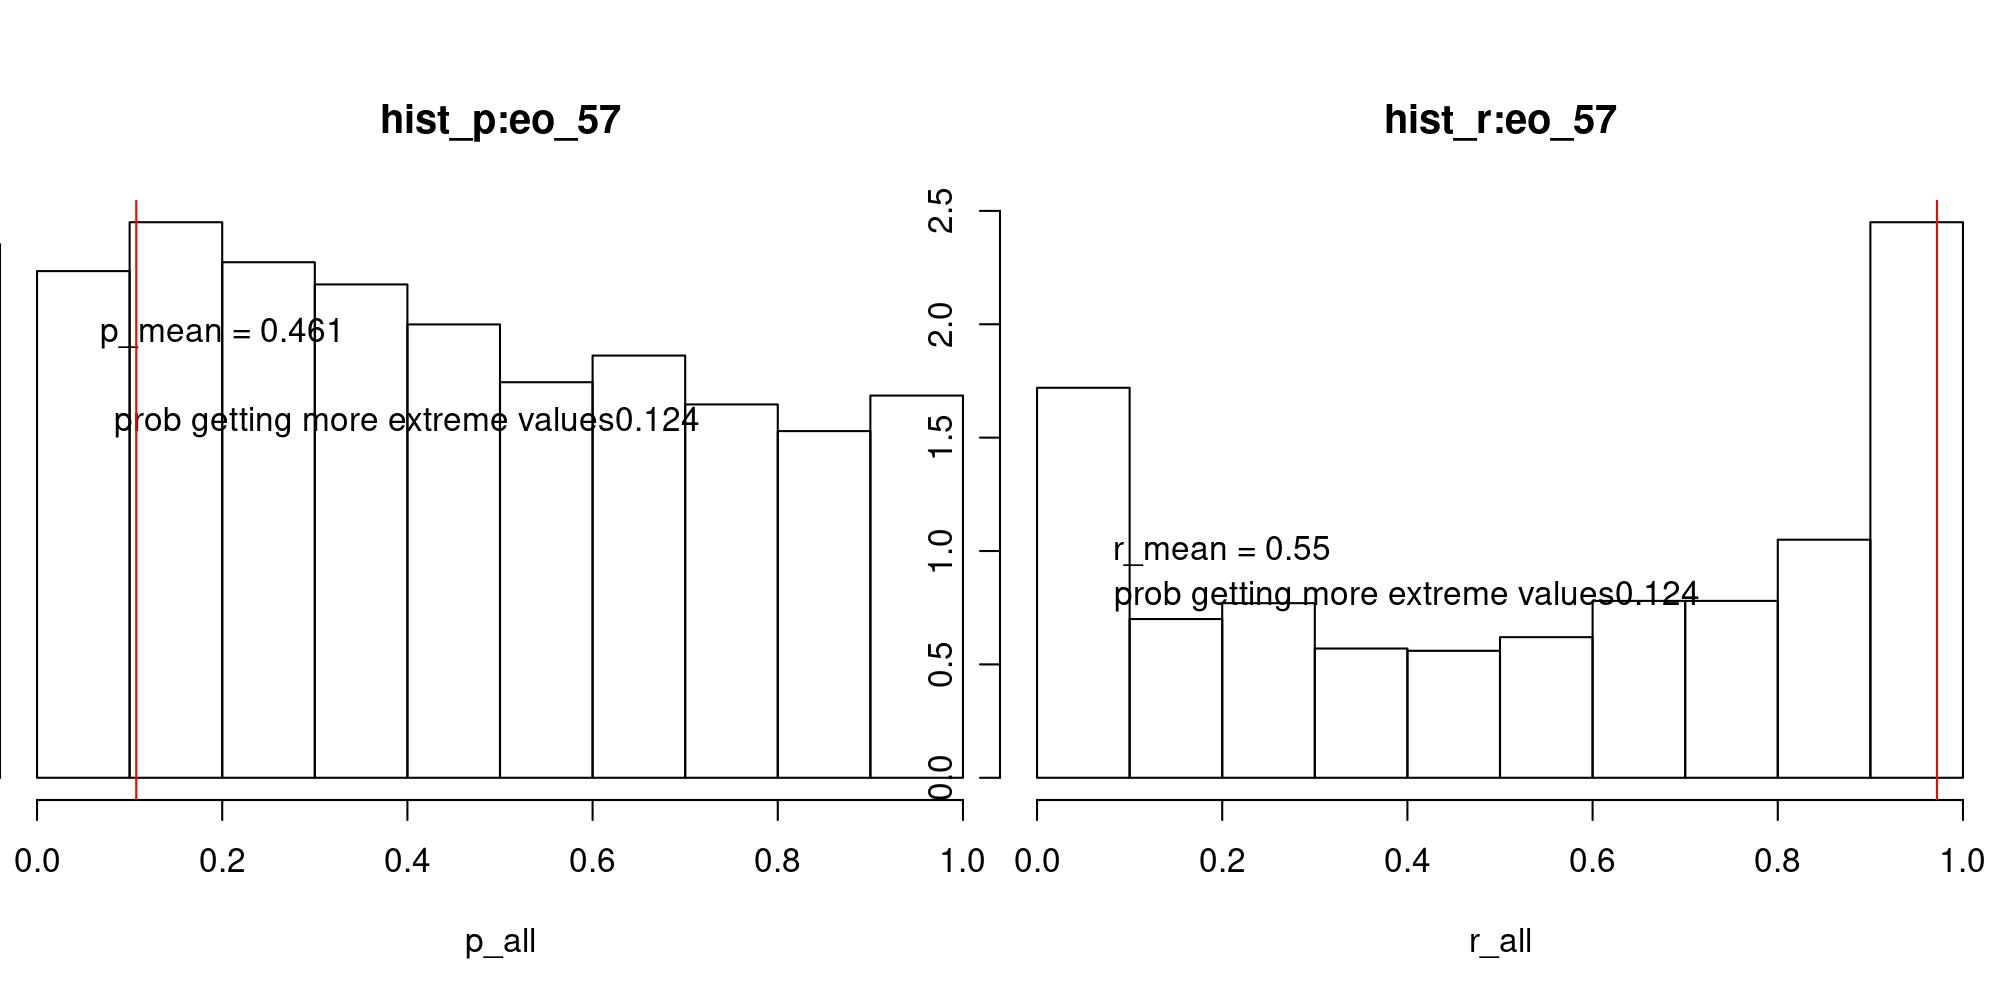 hist_p:eo_57
p_mean = 0.461
prob getting more extreme values0.124
0.0 0.2 0.4 0.6 0.8 1.0
p_all
hist_r:eo_57
2.5
2.0
1.5
1.0
0.5
0.0
r_mean = 0.55
prob getting more extreme values0.124
0.0 0.2 0.4 0.6 0.8 1.0
r_all